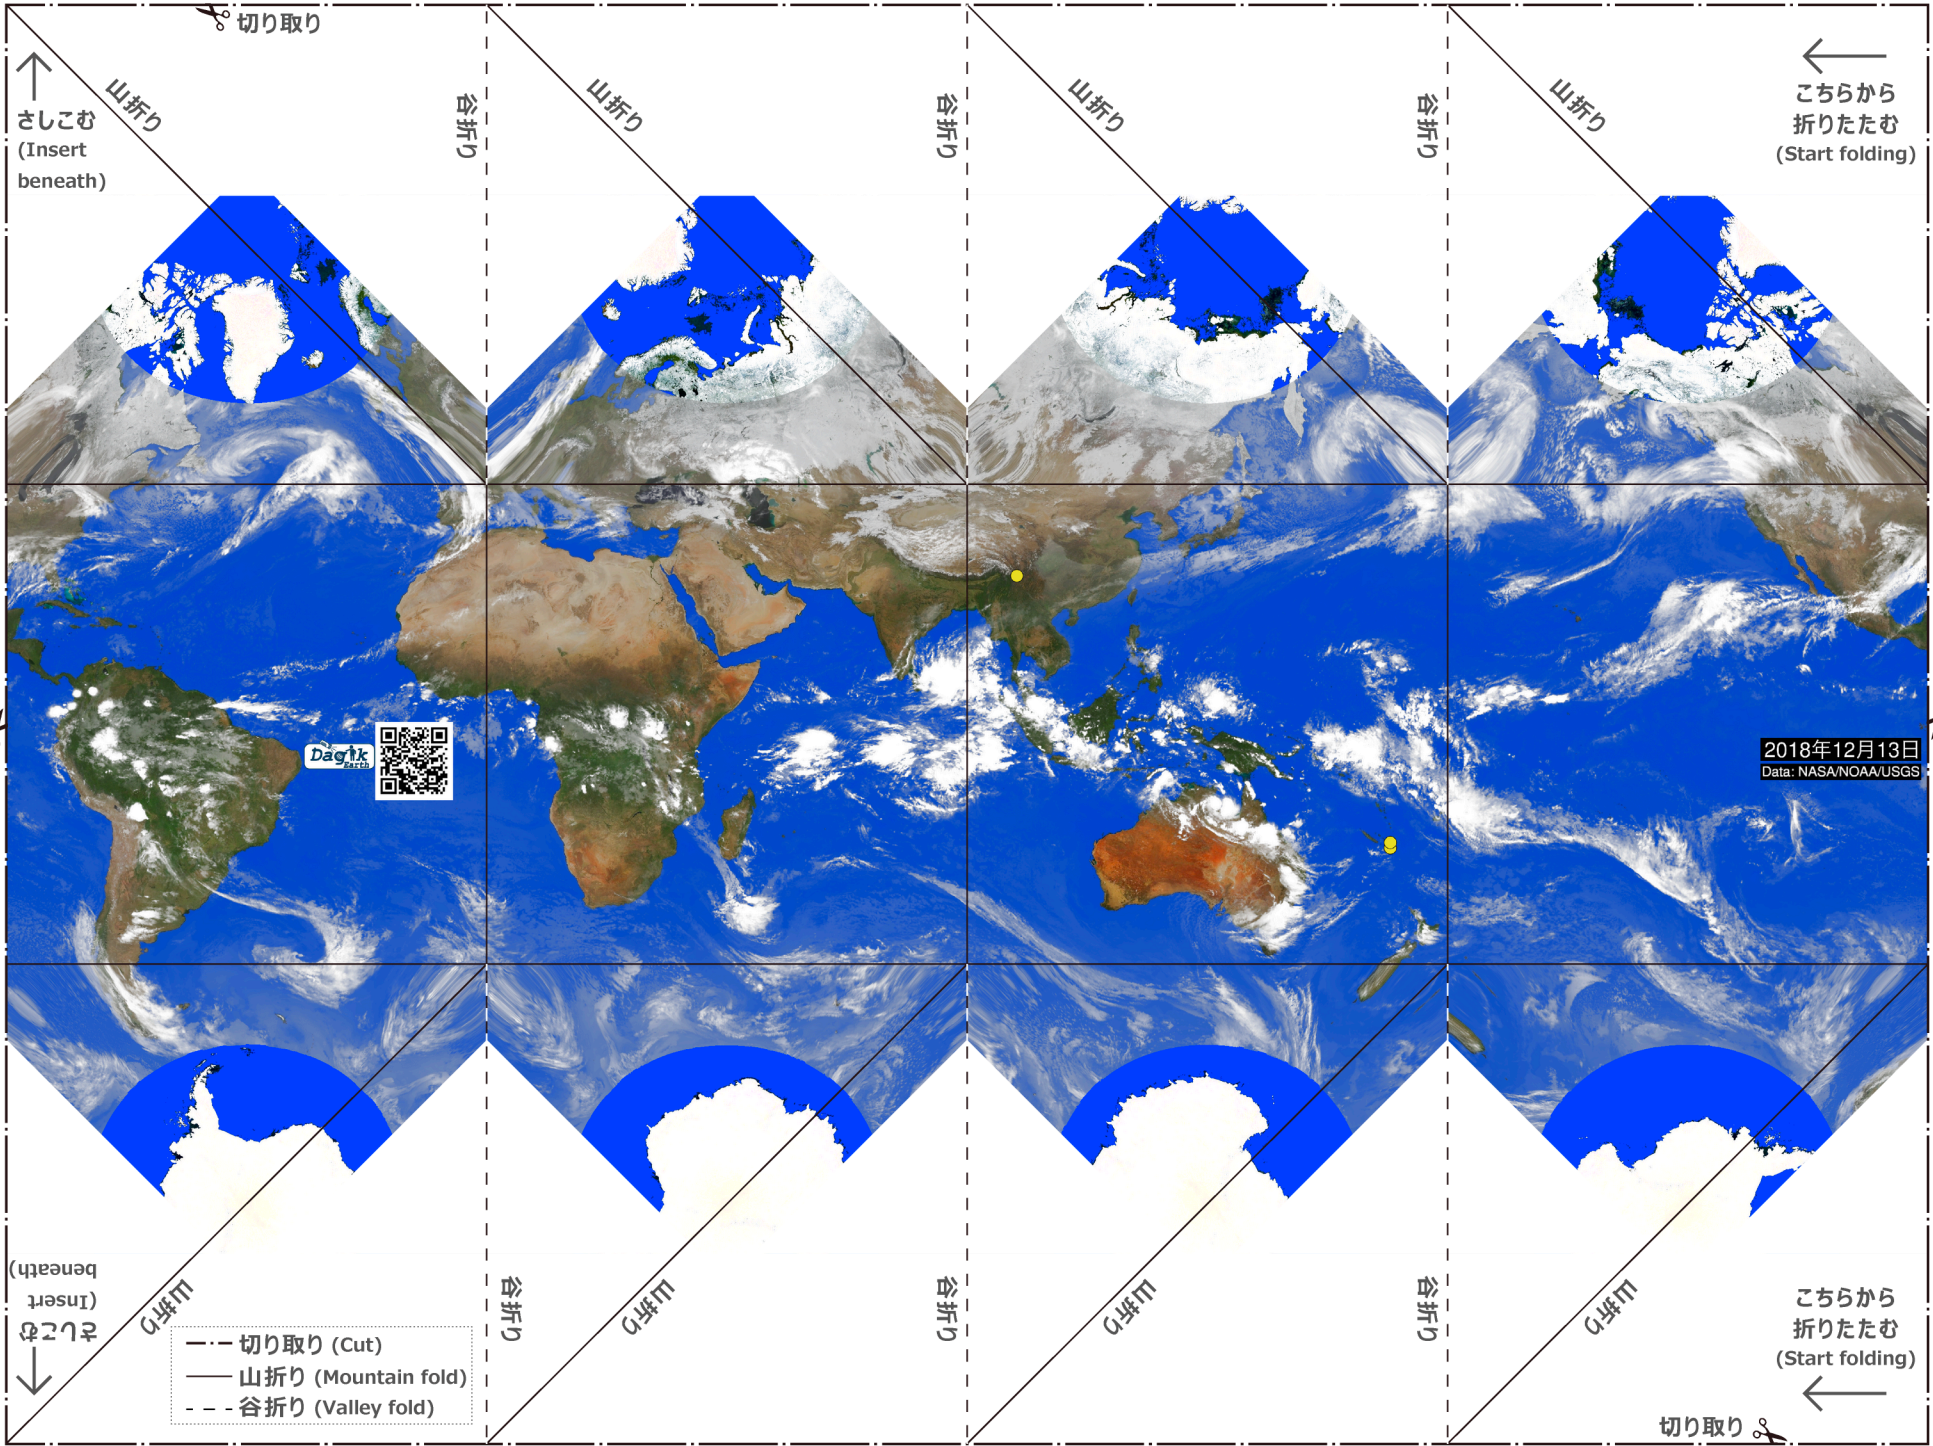 切り取り
山折り
谷折り
山折り
谷折り
山折り
谷折り
山折り
さしこむ
(Insert
beneath)
こちらから
折りたたむ
(Start folding)
Dagik
Earth
2018年12月13日
Data: NASA/NOAA/USGS
さしこむ
(Insert
beneath)
山折り
谷折り
山折り
谷折り
山折り
谷折り
山折り
こちらから
折りたたむ
(Start folding)
切り取り (Cut)
山折り (Mountain fold)
谷折り (Valley fold)
切り取り